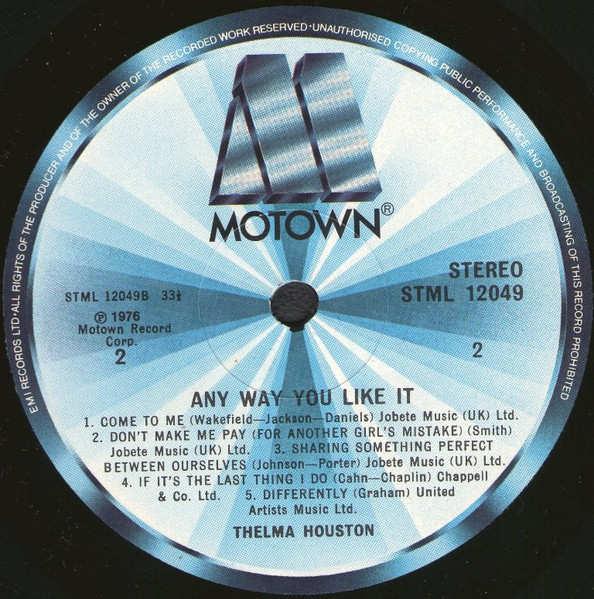 EMI RECORDS LTD·ALL RIGHTS OF THE PRODUCER AND OF THE OWNER OF THE RECORDED WORK RESERVED·UNAUTHORISED COPYING PUBLIC PERFORMANCE AND BROADCASTING OF THIS RECORD PROHIBITED
MOTOWN®
STEREO
STML 12049B 33⅓
STML 12049
Ⓟ 1976
Motown Record
Corp.
2
2
ANY WAY YOU LIKE IT
1. COME TO ME (Wakefield—Jackson—Daniels) Jobete Music (UK) Ltd.
2. DON'T MAKE ME PAY (FOR ANOTHER GIRL'S MISTAKE) (Smith)
Jobete Music (UK) Ltd. 3. SHARING SOMETHING PERFECT
BETWEEN OURSELVES (Johnson—Porter) Jobete Music (UK) Ltd.
4. IF IT'S THE LAST THING I DO (Cahn—Chaplin) Chappell
& Co. Ltd. 5. DIFFERENTLY (Graham) United
Artists Music Ltd.
THELMA HOUSTON